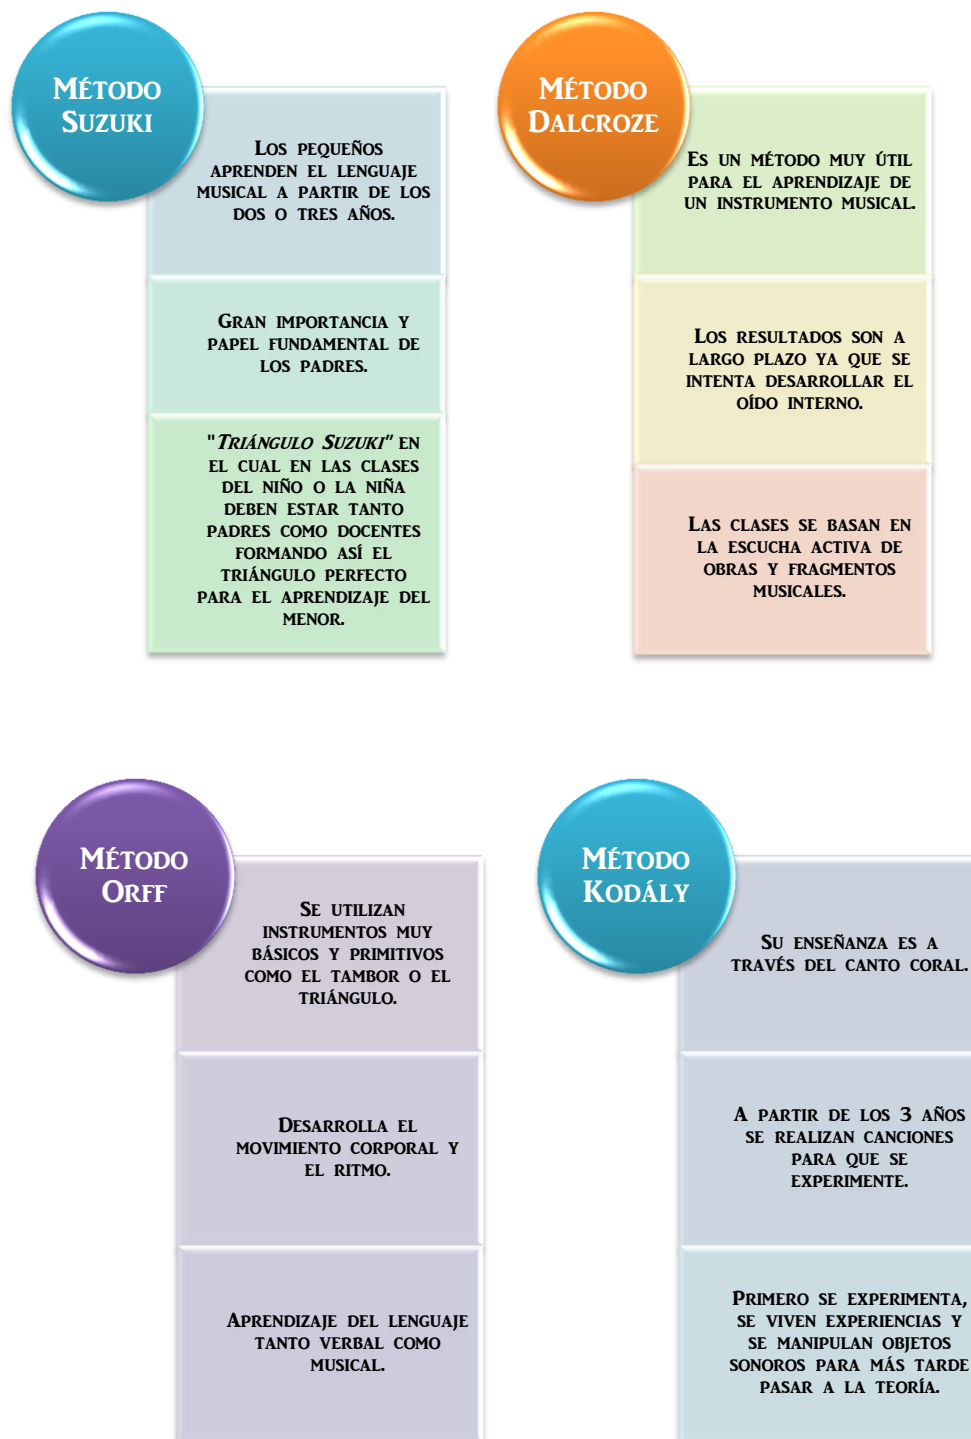 Método
Suzuki
Los pequeños
aprenden el lenguaje
musical a partir de los
dos o tres años.
Gran importancia y
papel fundamental de
los padres.
"Triángulo Suzuki" en
el cual en las clases
del niño o la niña
deben estar tanto
padres como docentes
formando así el
triángulo perfecto
para el aprendizaje del
menor.
Método
Dalcroze
Es un método muy útil
para el aprendizaje de
un instrumento musical.
Los resultados son a
largo plazo ya que se
intenta desarrollar el
oído interno.
Las clases se basan en
la escucha activa de
obras y fragmentos
musicales.
Método
Orff
Se utilizan
instrumentos muy
básicos y primitivos
como el tambor o el
triángulo.
Desarrolla el
movimiento corporal y
el ritmo.
Aprendizaje del lenguaje
tanto verbal como
musical.
Método
Kodály
Su enseñanza es a
través del canto coral.
A partir de los 3 años
se realizan canciones
para que se
experimente.
Primero se experimenta,
se viven experiencias y
se manipulan objetos
sonoros para más tarde
pasar a la teoría.